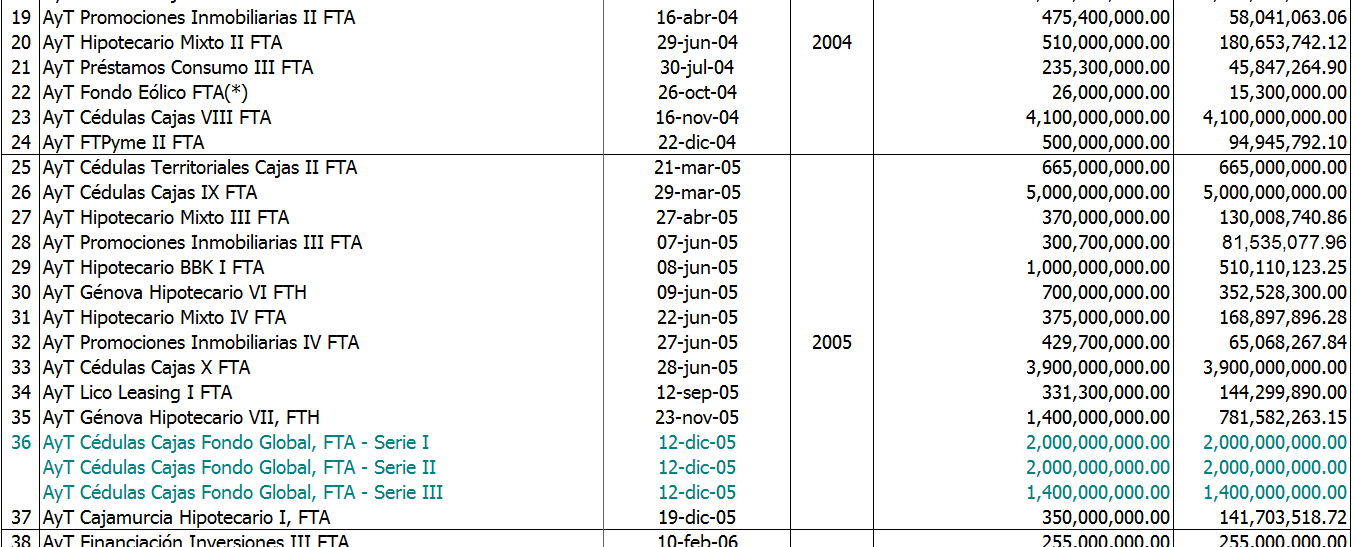 19 AyT Promociones Inmobiliarias II FTA 16-abr-04 475,400,000.00 58,041,063.06
20 AyT Hipotecario Mixto II FTA 29-jun-04 2004 510,000,000.00 180,653,742.12
21 AyT Préstamos Consumo III FTA 30-jul-04 235,300,000.00 45,847,264.90
22 AyT Fondo Eólico FTA(*) 26-oct-04 26,000,000.00 15,300,000.00
23 AyT Cédulas Cajas VIII FTA 16-nov-04 4,100,000,000.00 4,100,000,000.00
24 AyT FTPyme II FTA 22-dic-04 500,000,000.00 94,945,792.10
25 AyT Cédulas Territoriales Cajas II FTA 21-mar-05 665,000,000.00 665,000,000.00
26 AyT Cédulas Cajas IX FTA 29-mar-05 5,000,000,000.00 5,000,000,000.00
27 AyT Hipotecario Mixto III FTA 27-abr-05 370,000,000.00 130,008,740.86
28 AyT Promociones Inmobiliarias III FTA 07-jun-05 300,700,000.00 81,535,077.96
29 AyT Hipotecario BBK I FTA 08-jun-05 1,000,000,000.00 510,110,123.25
30 AyT Génova Hipotecario VI FTH 09-jun-05 700,000,000.00 352,528,300.00
31 AyT Hipotecario Mixto IV FTA 22-jun-05 375,000,000.00 168,897,896.28
32 AyT Promociones Inmobiliarias IV FTA 27-jun-05 2005 429,700,000.00 65,068,267.84
33 AyT Cédulas Cajas X FTA 28-jun-05 3,900,000,000.00 3,900,000,000.00
34 AyT Lico Leasing I FTA 12-sep-05 331,300,000.00 144,299,890.00
35 AyT Génova Hipotecario VII, FTH 23-nov-05 1,400,000,000.00 781,582,263.15
36 AyT Cédulas Cajas Fondo Global, FTA - Serie I 12-dic-05 2,000,000,000.00 2,000,000,000.00
AyT Cédulas Cajas Fondo Global, FTA - Serie II 12-dic-05 2,000,000,000.00 2,000,000,000.00
AyT Cédulas Cajas Fondo Global, FTA - Serie III 12-dic-05 1,400,000,000.00 1,400,000,000.00
37 AyT Cajamurcia Hipotecario I, FTA 19-dic-05 350,000,000.00 141,703,518.72
38 AyT Financiación Inversiones III FTA 10-feb-06 255,000,000.00 255,000,000.00